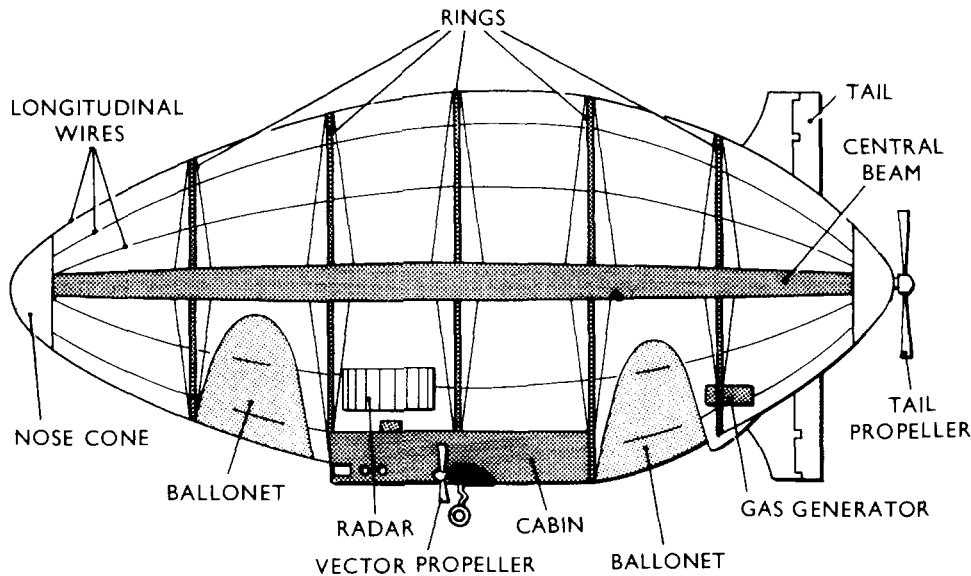 RINGS
LONGITUDINAL
WIRES
TAIL
CENTRAL
BEAM
NOSE CONE
BALLONET
RADAR
VECTOR PROPELLER
CABIN
BALLONET
GAS GENERATOR
TAIL
PROPELLER